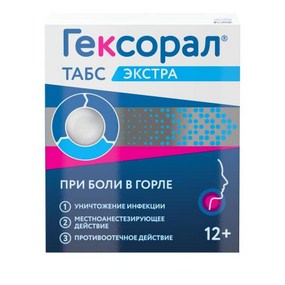 Гексорал®
ТАБС ЭКСТРА
ПРИ БОЛИ В ГОРЛЕ
1 УНИЧТОЖЕНИЕ ИНФЕКЦИИ
2 МЕСТНОАНЕСТЕЗИРУЮЩЕЕ
ДЕЙСТВИЕ
3 ПРОТИВООТЕЧНОЕ ДЕЙСТВИЕ
12+